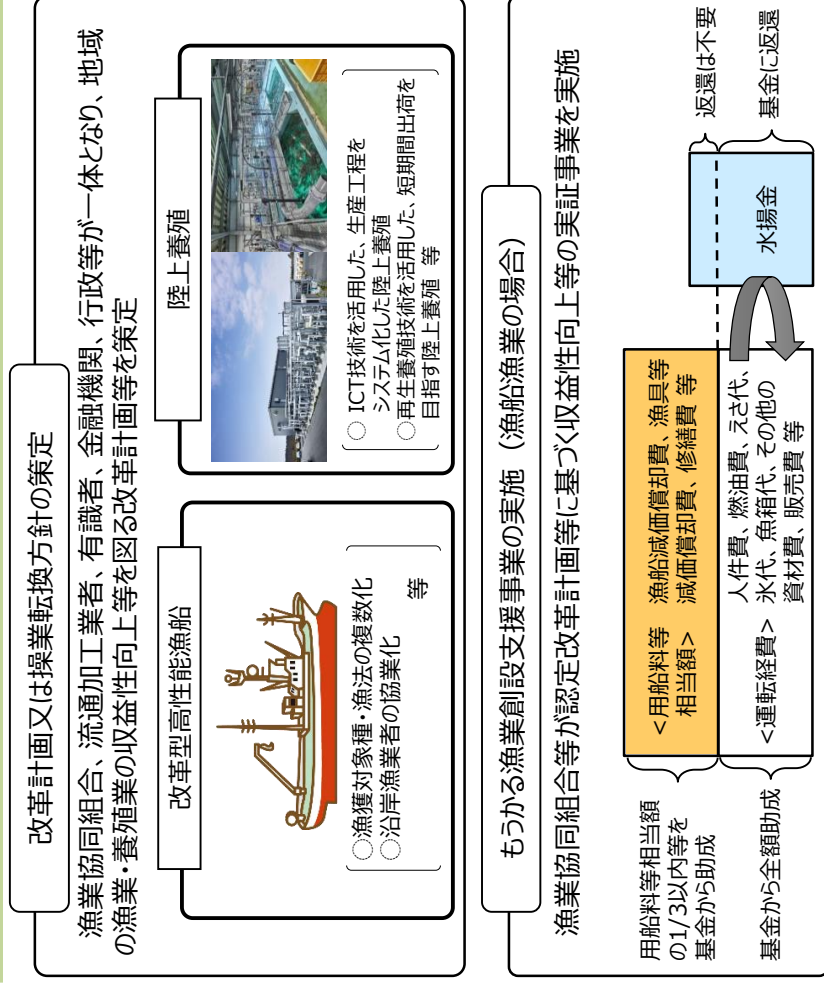 改革計画又は操業転換方針の策定
漁業協同組合、流通加工業者、有識者、金融機関、行政等が一体となり、地域
の漁業・養殖業の収益性向上等を図る改革計画等を策定
改革型高性能漁船
○漁獲対象種・漁法の複数化
○沿岸漁業者の協業化
等
陸上養殖
○ ICT技術を活用した、生産工程を
システム化した陸上養殖
○再生養殖技術を活用した、短期間出荷を
目指す陸上養殖 等
もうかる漁業創設支援事業の実施（漁船漁業の場合）
漁業協同組合等が認定改革計画等に基づく収益性向上等の実証事業を実施
用船料等相当額
の1/3以内等を
基金から助成
<用船料等
相当額>
漁船減価償却費、漁具等
減価償却費、修繕費 等
返還は不要
基金から全額助成
<運転経費>
人件費、燃油費、えさ代、
氷代、魚箱代、その他の
資材費、販売費 等
水揚金
基金に返還